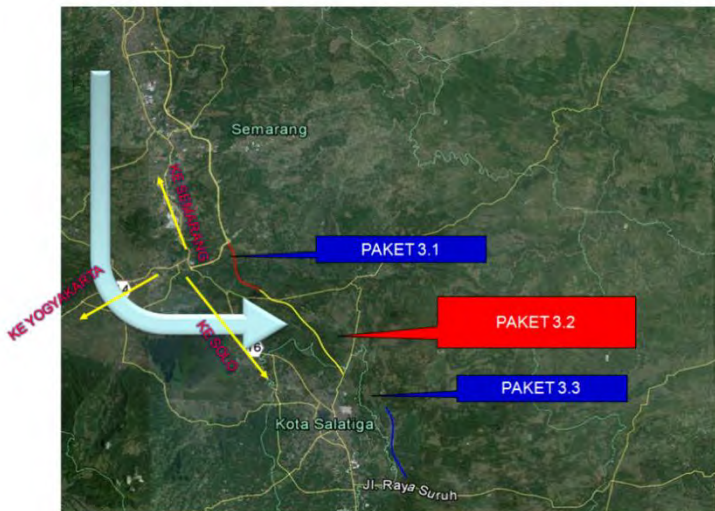 Semarang
KE SEMARANG
PAKET 3.1
KE YOGYAKARTA
PAKET 3.2
KE SOLO
16
PAKET 3.3
Kota Salatiga
Jl. Raya Suruh